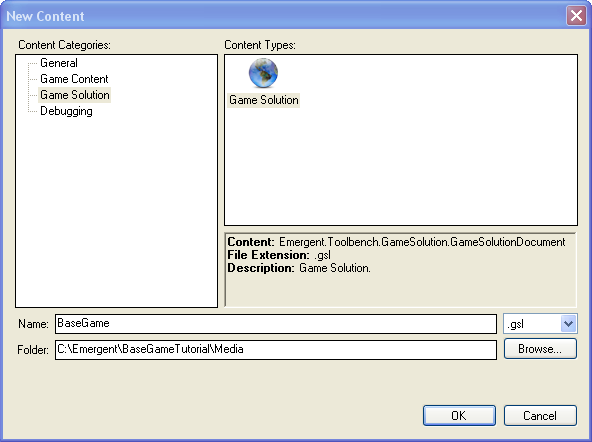 New Content
Content Categories:
General
Game Content
Game Solution
Debugging
Content Types:
Game Solution
Content: Emergent.Toolbench.GameSolution.GameSolutionDocument
File Extension: .gsl
Description: Game Solution.
Name: BaseGame .gsl
Folder: C:\Emergent\BaseGameTutorial\Media Browse...
OK Cancel